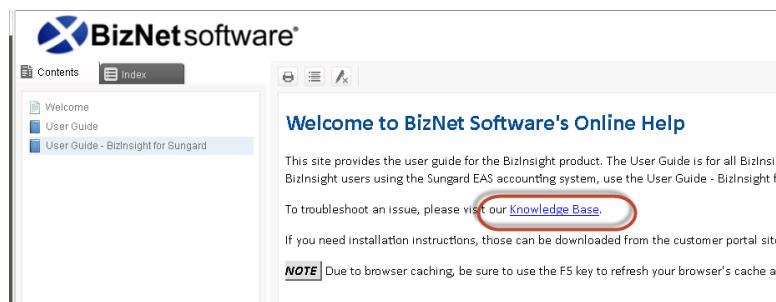 BizNetsoftware®
Contents
Index
Welcome
User Guide
User Guide - BizInsight for Sungard
Welcome to BizNet Software's Online Help
This site provides the user guide for the BizInsight product. The User Guide is for all BizInsi
BizInsight users using the Sungard EAS accounting system, use the User Guide - BizInsight f
To troubleshoot an issue, please visit our Knowledge Base.
If you need installation instructions, those can be downloaded from the customer portal site
NOTE Due to browser caching, be sure to use the F5 key to refresh your browser's cache a